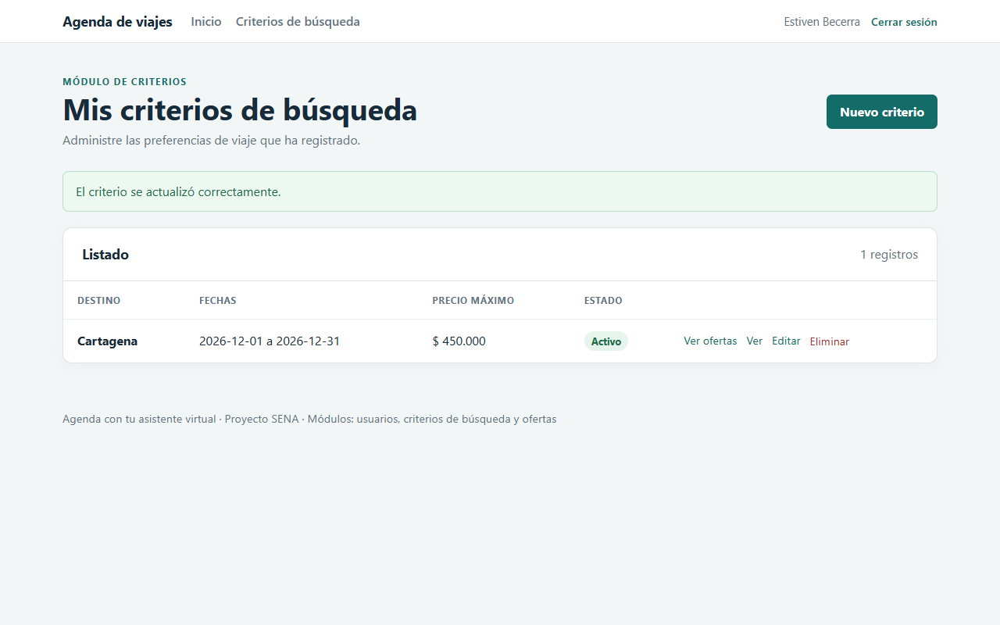 Agenda de viajes Inicio Criterios de búsqueda Estiven Becerra Cerrar sesión
MÓDULO DE CRITERIOS
Mis criterios de búsqueda
Nuevo criterio
Administre las preferencias de viaje que ha registrado.
El criterio se actualizó correctamente.
Listado 1 registros
DESTINO FECHAS PRECIO MÁXIMO ESTADO
Cartagena 2026-12-01 a 2026-12-31 $ 450.000 Activo Ver ofertas Ver Editar Eliminar
Agenda con tu asistente virtual · Proyecto SENA · Módulos: usuarios, criterios de búsqueda y ofertas